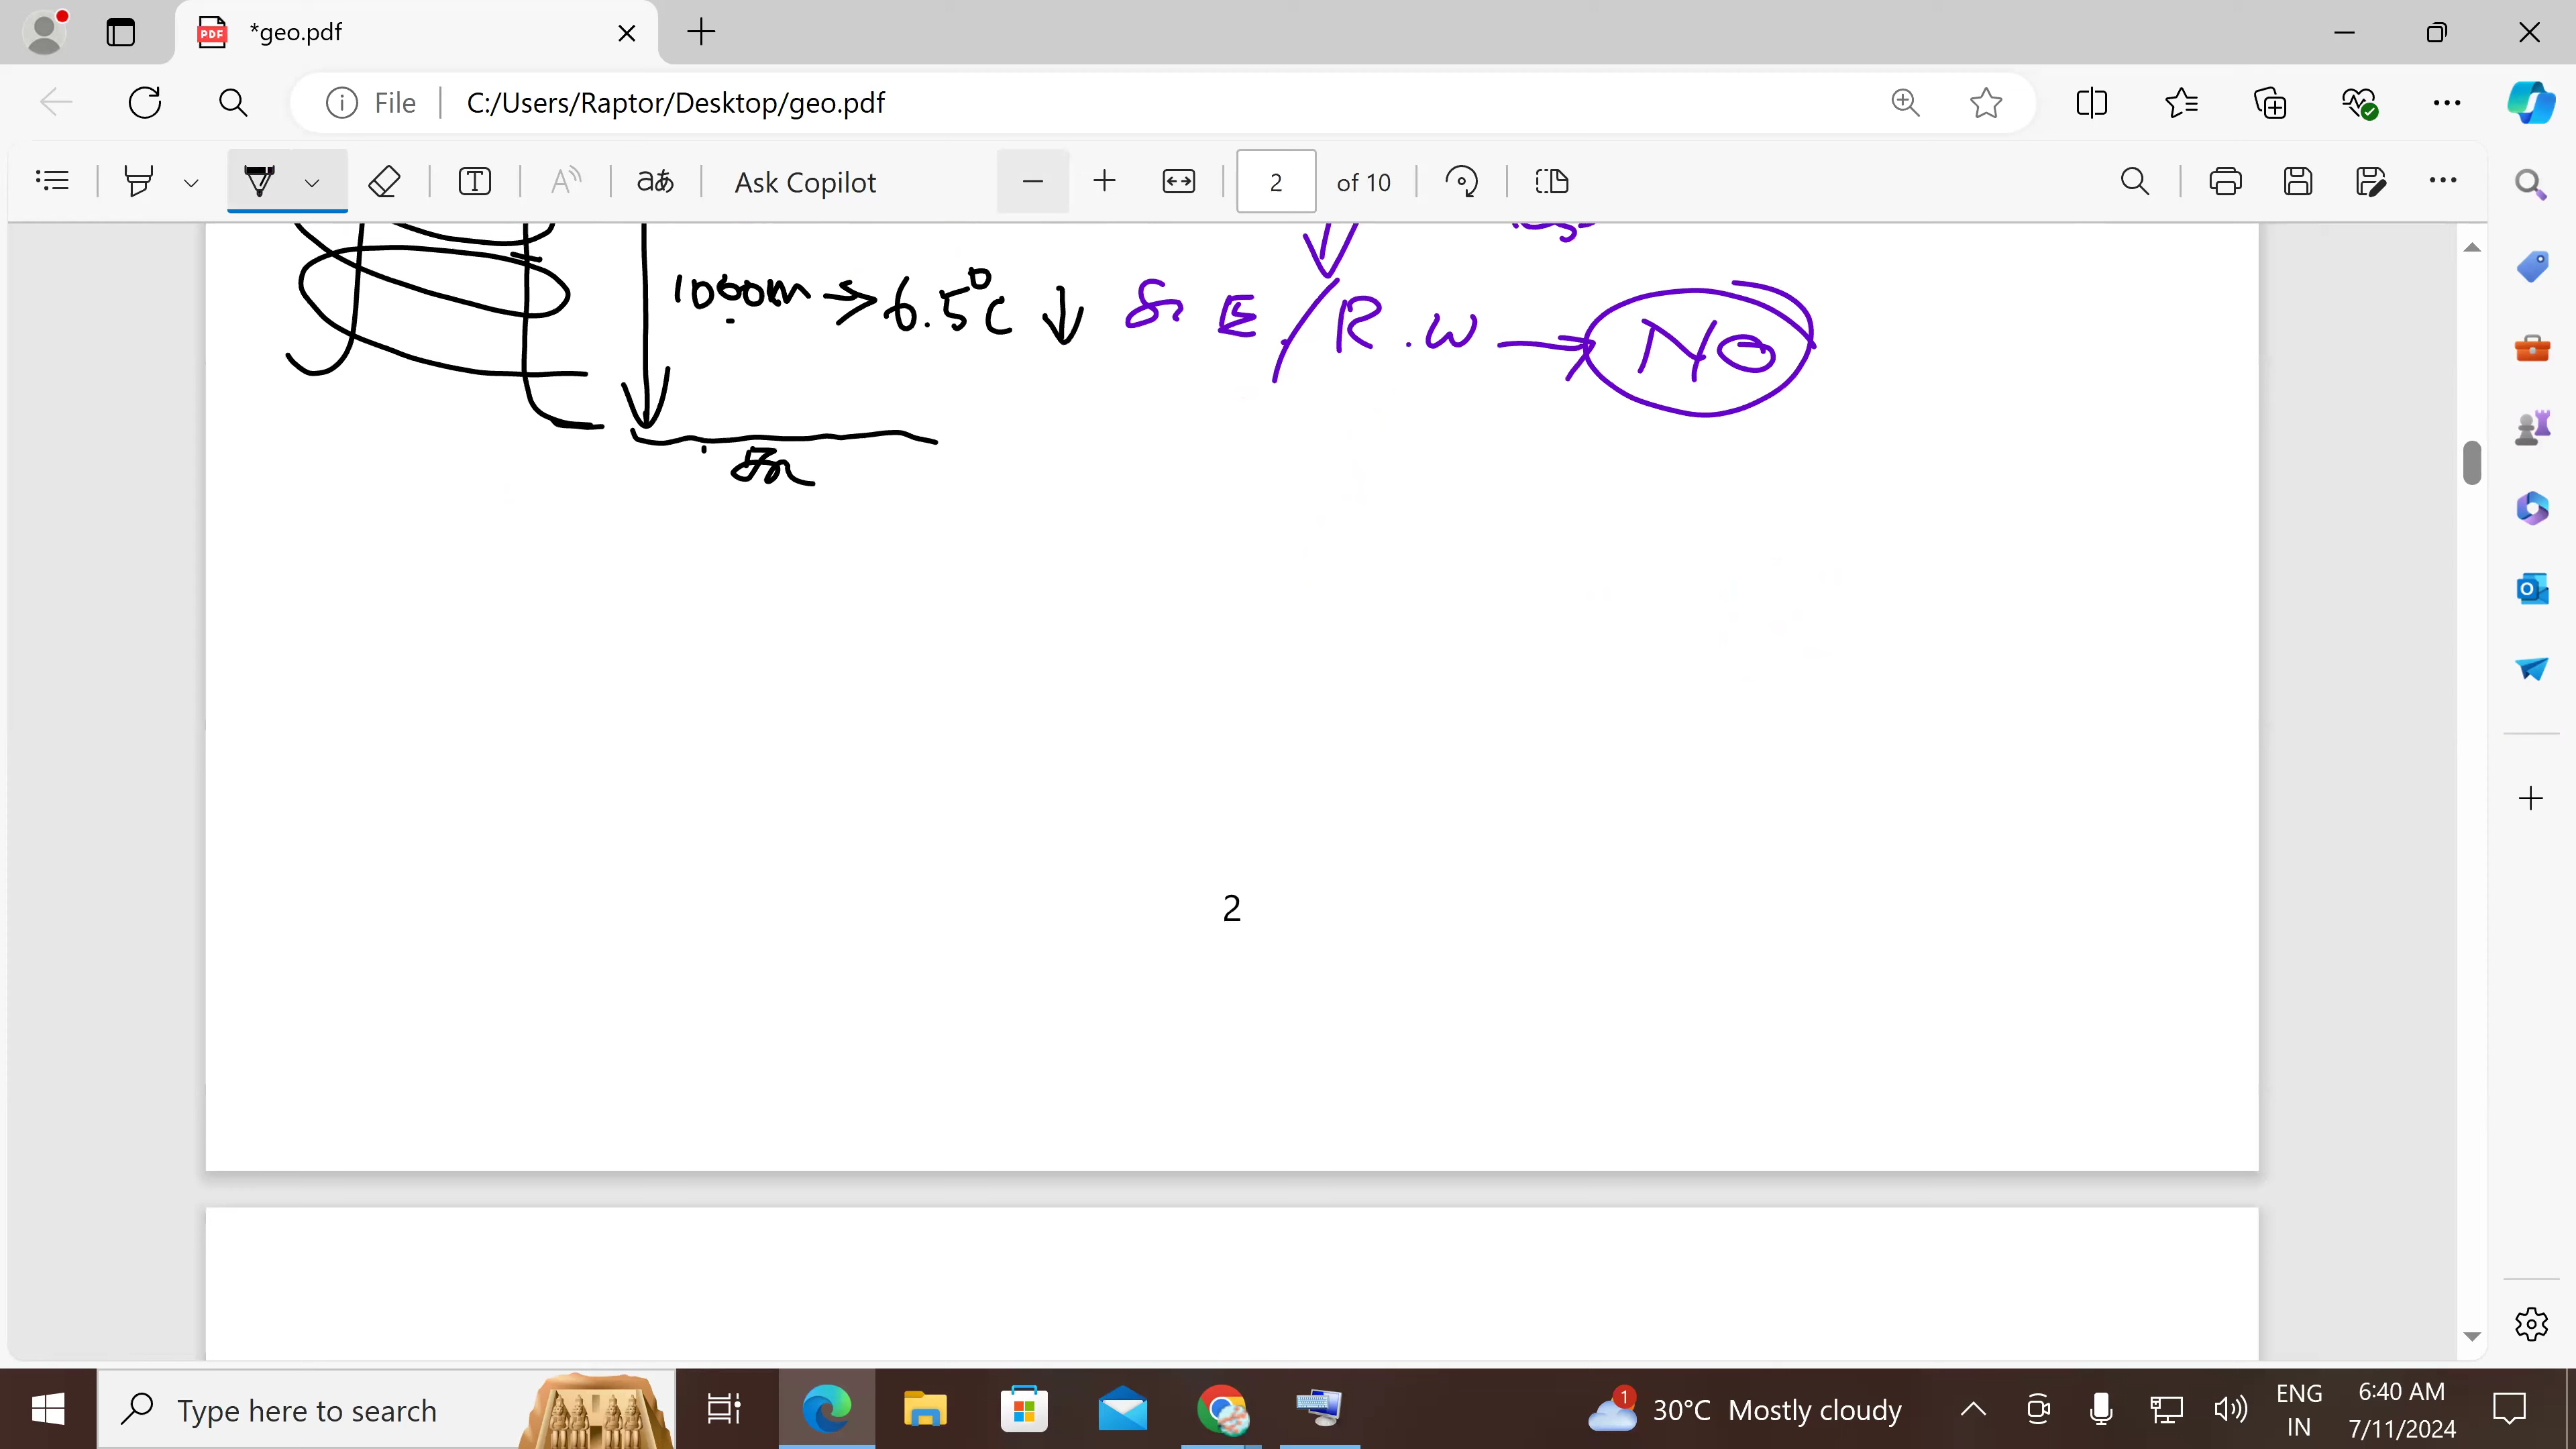 *geo.pdf
File
C:/Users/Raptor/Desktop/geo.pdf
Ask Copilot
2 of 10
1000m → 6.5°C ↓
E / R.W → NO
2
Type here to search
1
30°C Mostly cloudy
ENG
IN
6:40 AM
7/11/2024